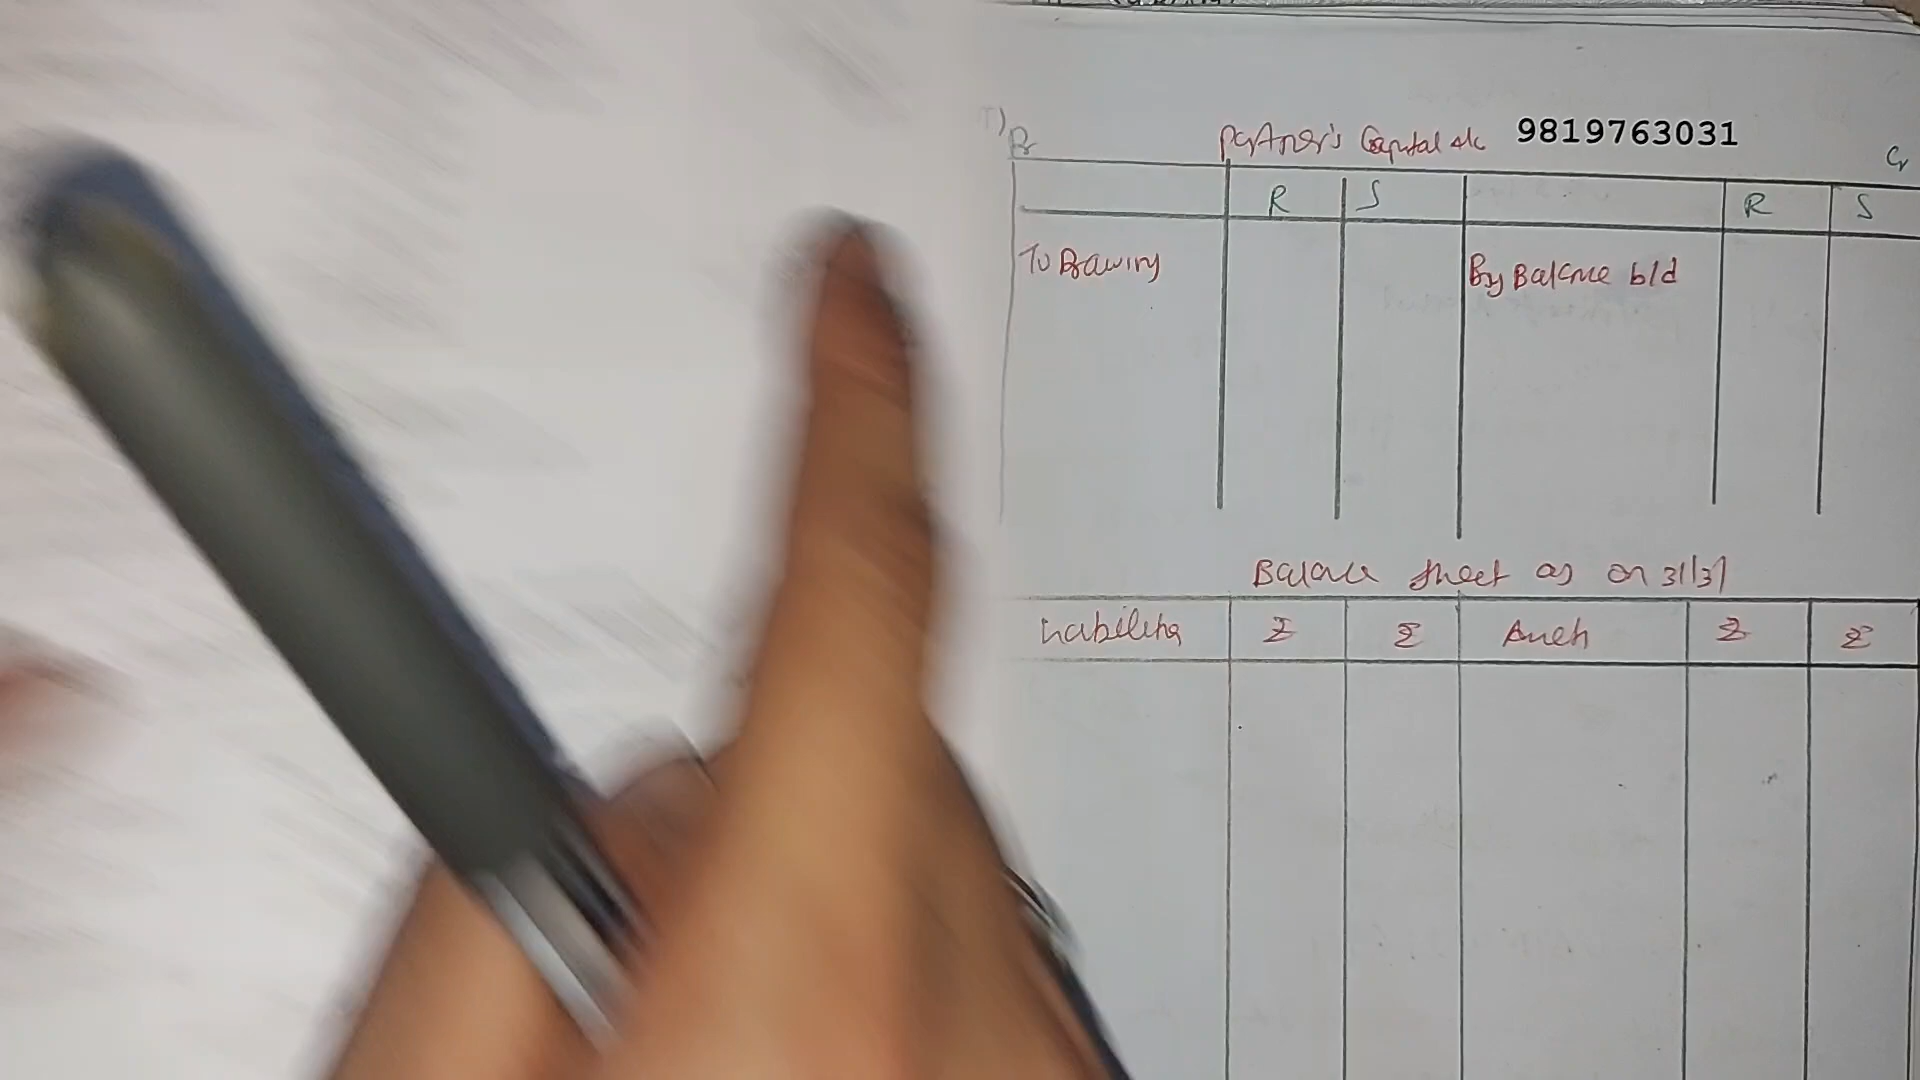 Dr Partner's Capital A/c 9819763031 Cr
R S R S
To Drawing By Balance b/d
Balance sheet as on 31/3/
Liabilities ₹ ₹ Assets ₹ ₹